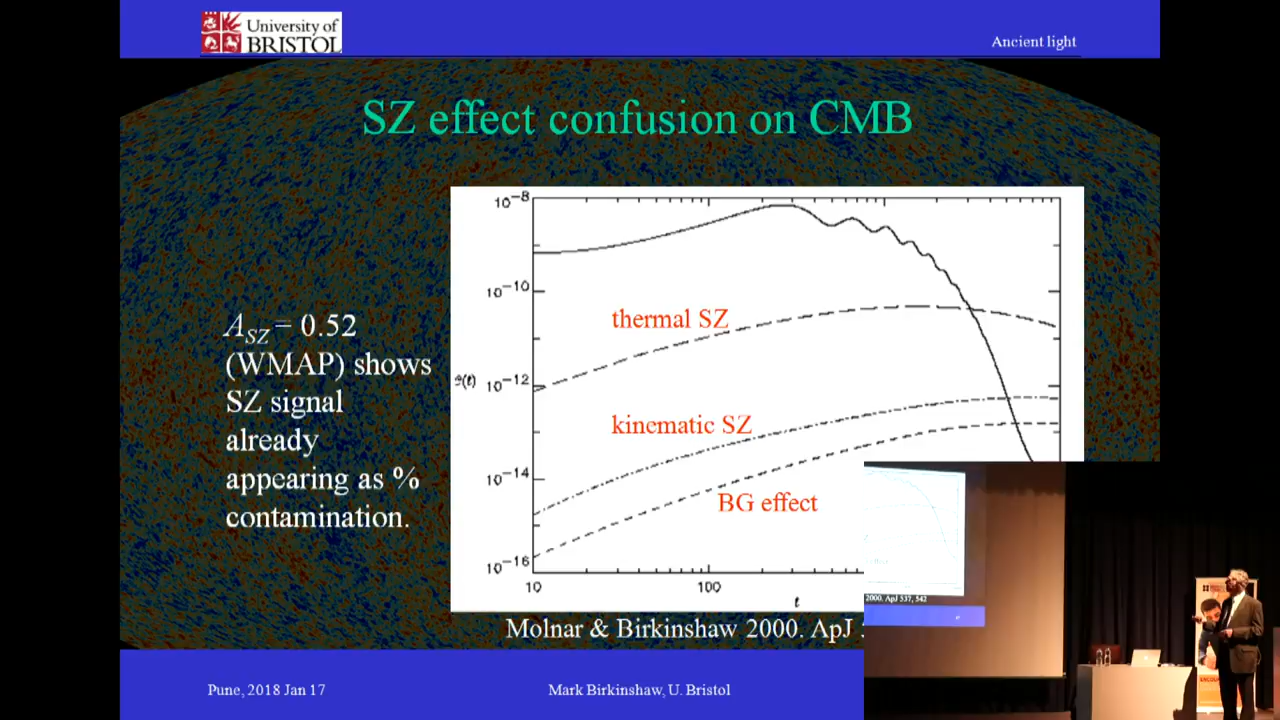 University of
BRISTOL
Ancient light
SZ effect confusion on CMB
A_SZ = 0.52
(WMAP) shows
SZ signal
already
appearing as %
contamination.
10⁻⁸
10⁻¹⁰
10⁻¹²
10⁻¹⁴
10⁻¹⁶
thermal SZ
kinematic SZ
BG effect
10
100
Molnar & Birkinshaw 2000. ApJ
2000. ApJ 537, 542
Pune, 2018 Jan 17
Mark Birkinshaw, U. Bristol